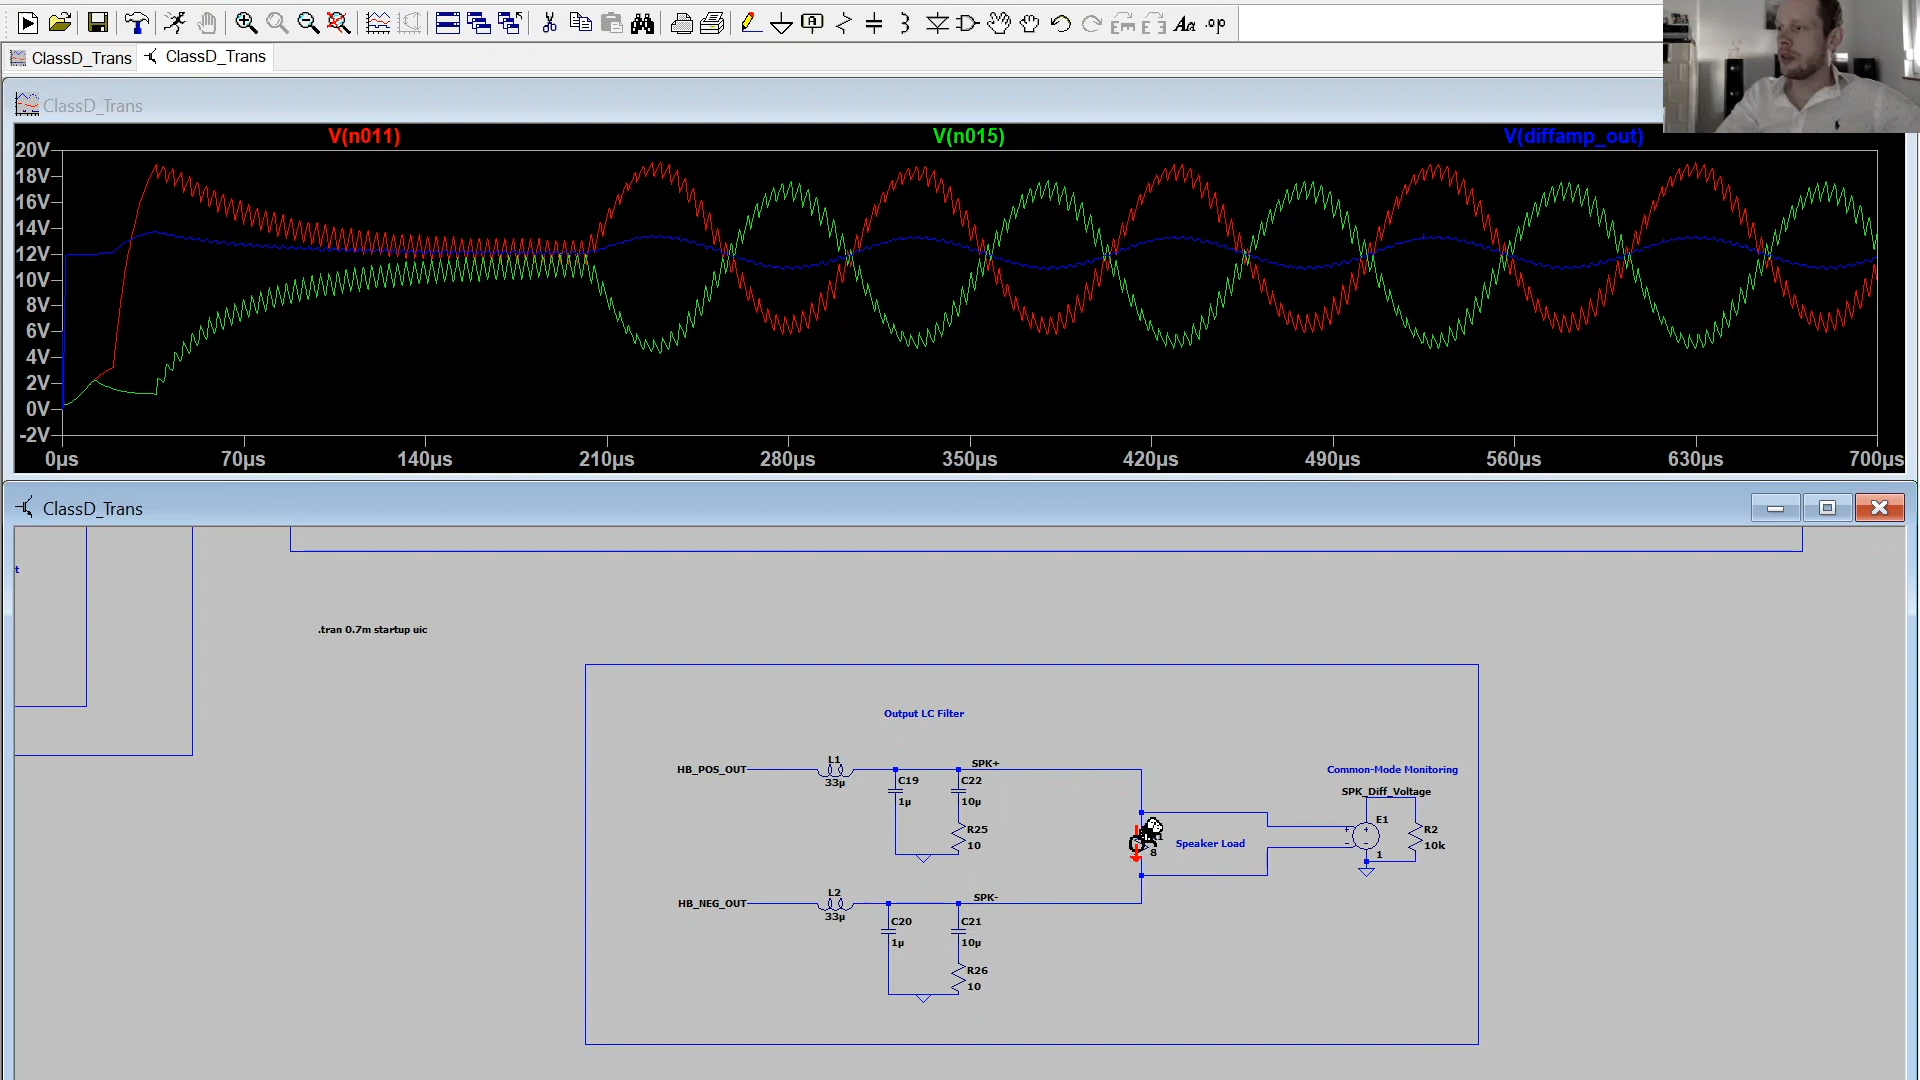 Aa .op
ClassD_Trans ClassD_Trans
ClassD_Trans
V(n011) V(n015) V(diffamp_out)
20V
18V
16V
14V
12V
10V
8V
6V
4V
2V
0V
-2V
0µs 70µs 140µs 210µs 280µs 350µs 420µs 490µs 560µs 630µs 700µs
ClassD_Trans
t
.tran 0.7m startup uic
Output LC Filter
HB_POS_OUT
L1
33µ
C19
1µ
C22
10µ
R25
10
SPK+
8
Speaker Load
Common-Mode Monitoring
SPK_Diff_Voltage
E1
1
R2
10k
HB_NEG_OUT
L2
33µ
C20
1µ
C21
10µ
R26
10
SPK-